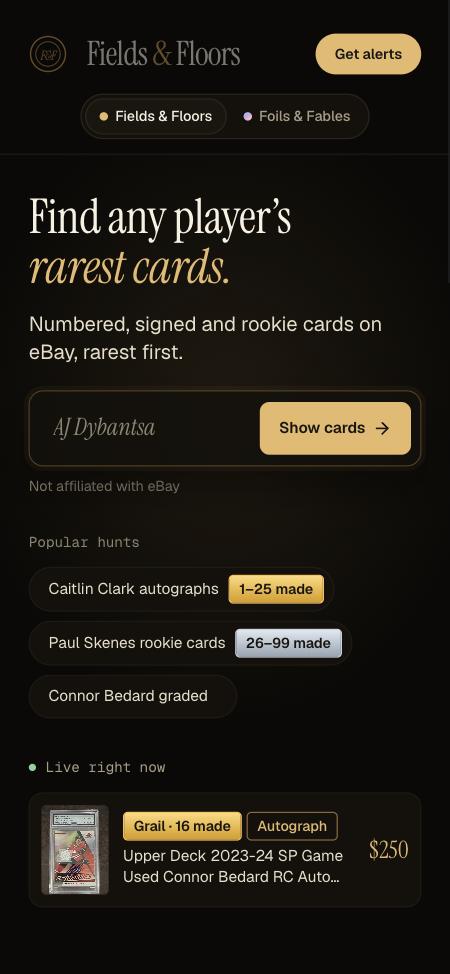 F&F
Fields & Floors
Get alerts
Fields & Floors
Foils & Fables
Find any player’s
rarest cards.
Numbered, signed and rookie cards on
eBay, rarest first.
AJ Dybantsa
Show cards →
Not affiliated with eBay
Popular hunts
Caitlin Clark autographs 1–25 made
Paul Skenes rookie cards 26–99 made
Connor Bedard graded
Live right now
Grail · 16 made Autograph
Upper Deck 2023-24 SP Game
Used Connor Bedard RC Auto…
$250